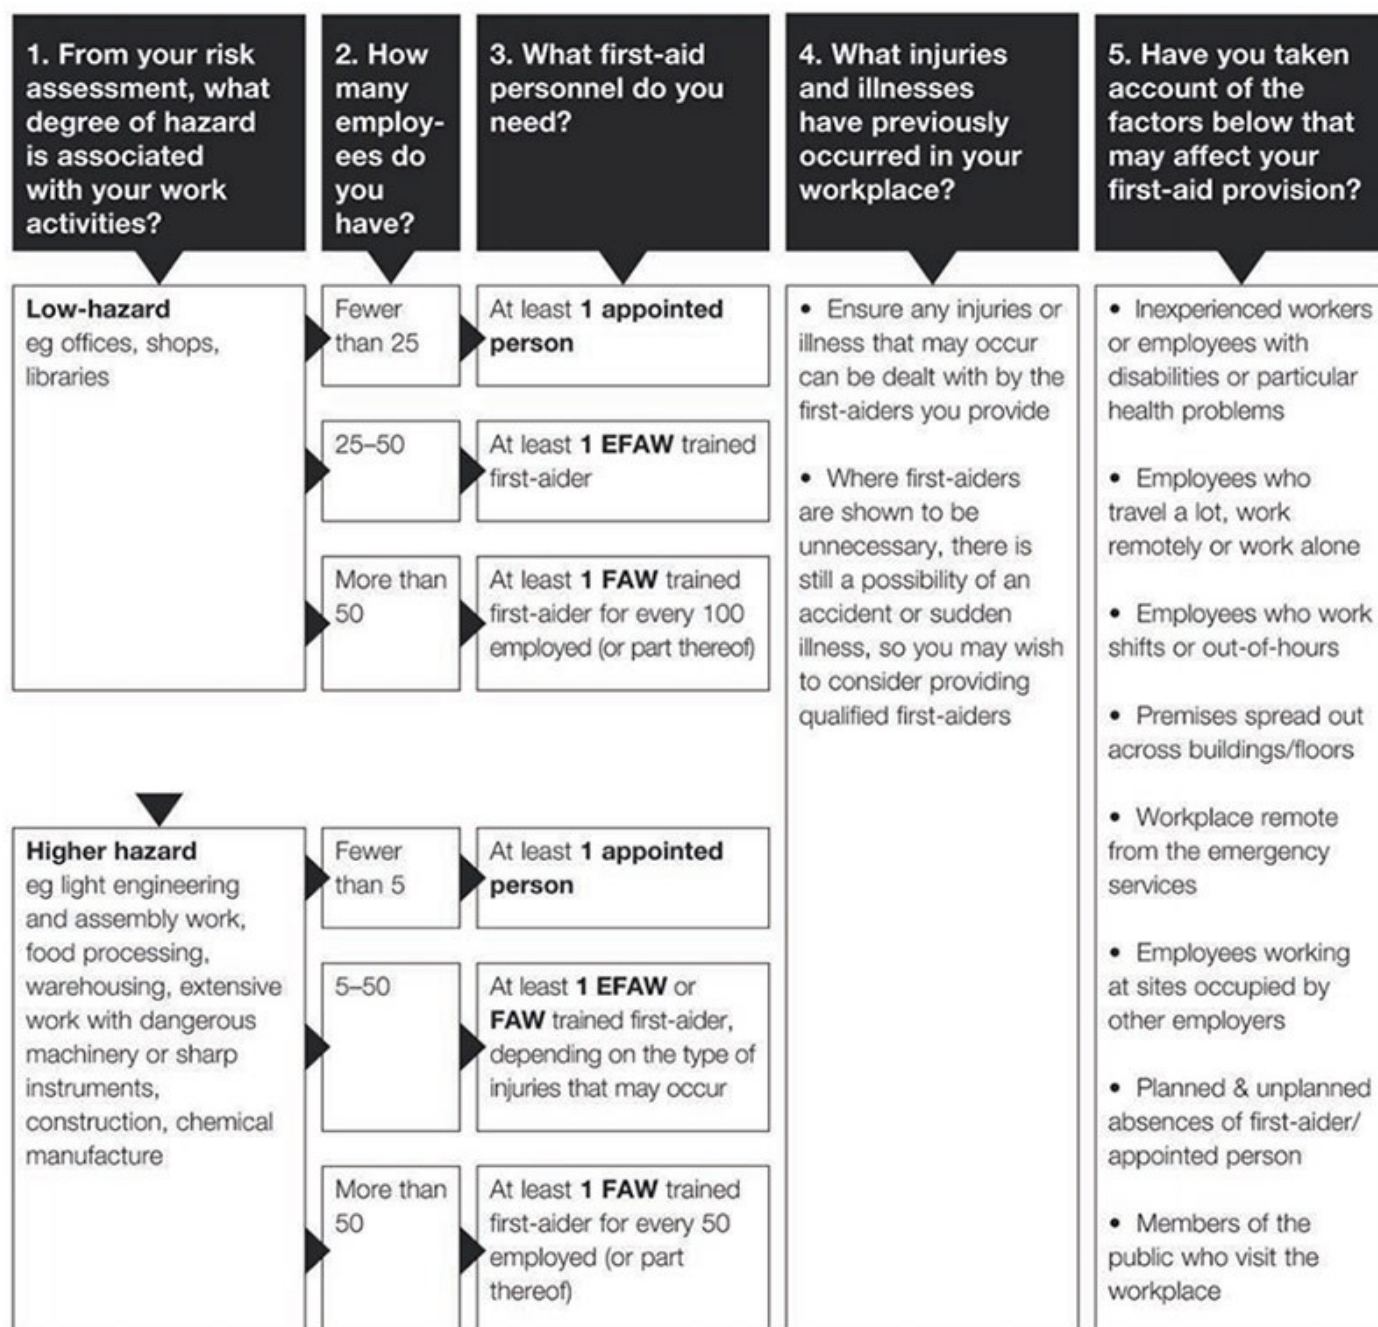 1. From your risk
assessment, what
degree of hazard
is associated
with your work
activities?
2. How
many
employ-
ees do
you
have?
3. What first-aid
personnel do you
need?
4. What injuries
and illnesses
have previously
occurred in your
workplace?
5. Have you taken
account of the
factors below that
may affect your
first-aid provision?
Low-hazard
eg offices, shops,
libraries
Fewer
than 25
At least 1 appointed
person
25–50
At least 1 EFAW trained
first-aider
More than
50
At least 1 FAW trained
first-aider for every 100
employed (or part thereof)
Higher hazard
eg light engineering
and assembly work,
food processing,
warehousing, extensive
work with dangerous
machinery or sharp
instruments,
construction, chemical
manufacture
Fewer
than 5
At least 1 appointed
person
5–50
At least 1 EFAW or
FAW trained first-aider,
depending on the type of
injuries that may occur
More than
50
At least 1 FAW trained
first-aider for every 50
employed (or part
thereof)
• Ensure any injuries or
illness that may occur
can be dealt with by the
first-aiders you provide
• Where first-aiders
are shown to be
unnecessary, there is
still a possibility of an
accident or sudden
illness, so you may wish
to consider providing
qualified first-aiders
• Inexperienced workers
or employees with
disabilities or particular
health problems
• Employees who
travel a lot, work
remotely or work alone
• Employees who work
shifts or out-of-hours
• Premises spread out
across buildings/floors
• Workplace remote
from the emergency
services
• Employees working
at sites occupied by
other employers
• Planned & unplanned
absences of first-aider/
appointed person
• Members of the
public who visit the
workplace